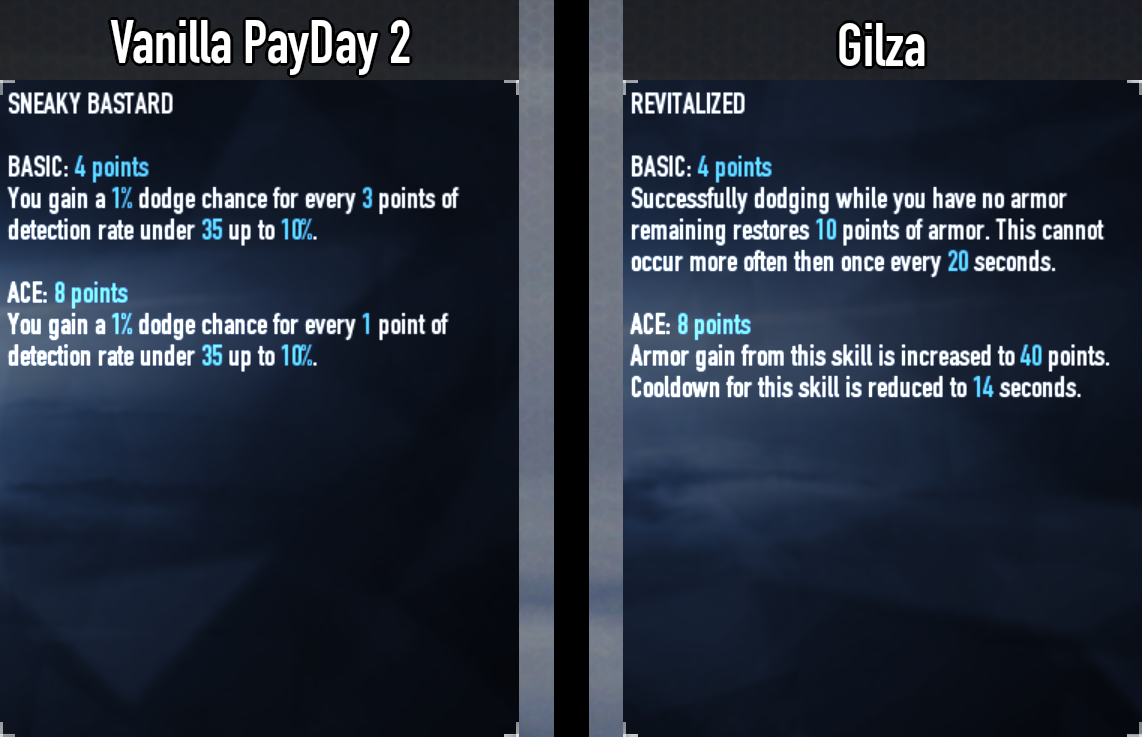 Vanilla PayDay 2
SNEAKY BASTARD
BASIC: 4 points
You gain a 1% dodge chance for every 3 points of
detection rate under 35 up to 10%.
ACE: 8 points
You gain a 1% dodge chance for every 1 point of
detection rate under 35 up to 10%.
Gilza
REVITALIZED
BASIC: 4 points
Successfully dodging while you have no armor
remaining restores 10 points of armor. This cannot
occur more often then once every 20 seconds.
ACE: 8 points
Armor gain from this skill is increased to 40 points.
Cooldown for this skill is reduced to 14 seconds.